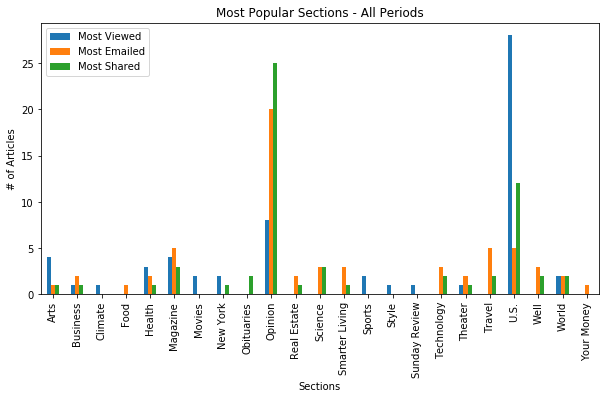 Most Popular Sections - All Periods
Most Viewed
Most Emailed
Most Shared
# of Articles
25
20
15
10
5
0
Arts
Business
Climate
Food
Health
Magazine
Movies
New York
Obituaries
Opinion
Real Estate
Science
Smarter Living
Sports
Style
Sunday Review
Technology
Theater
Travel
U.S.
Well
World
Your Money
Sections